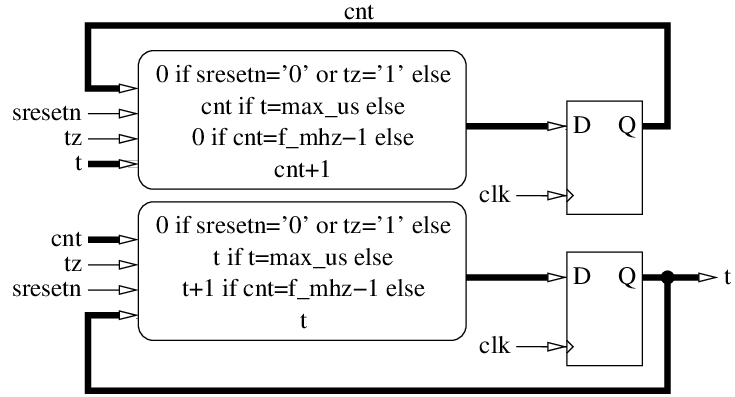 cnt
0 if sresetn=’0’ or tz=’1’ else
cnt if t=max_us else
0 if cnt=f_mhz−1 else
cnt+1
sresetn
tz
t
D Q
clk
0 if sresetn=’0’ or tz=’1’ else
t if t=max_us else
t+1 if cnt=f_mhz−1 else
t
cnt
tz
sresetn
D Q
t
clk